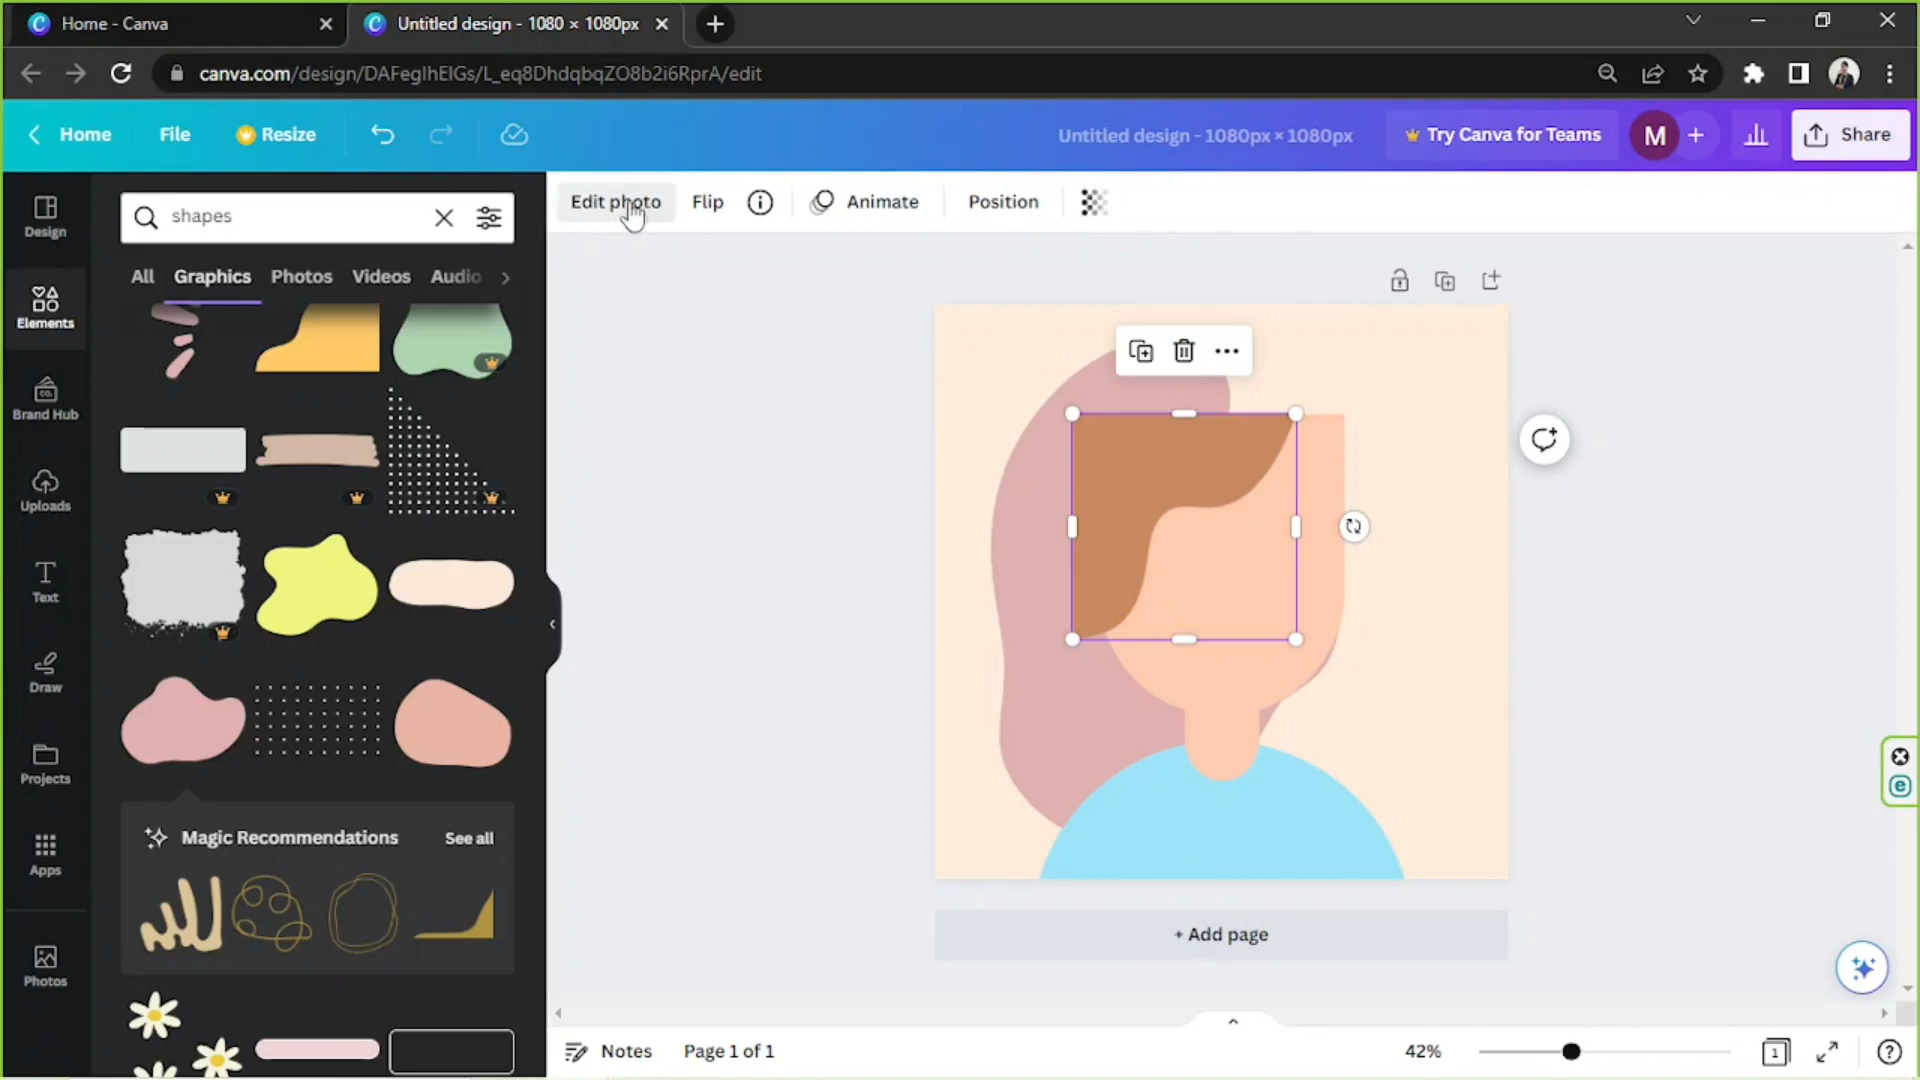 Home - Canva
Untitled design - 1080 × 1080px
canva.com/design/DAFeglhElGs/L_eq8DhdqbqZO8b2i6RprA/edit
Home
File
Resize
Untitled design - 1080px × 1080px
Try Canva for Teams
M
Share
Design
Elements
Brand Hub
Uploads
Text
Draw
Projects
Apps
Photos
shapes
All
Graphics
Photos
Videos
Audio
Magic Recommendations
See all
Edit photo
Flip
Animate
Position
+ Add page
Notes
Page 1 of 1
42%
1